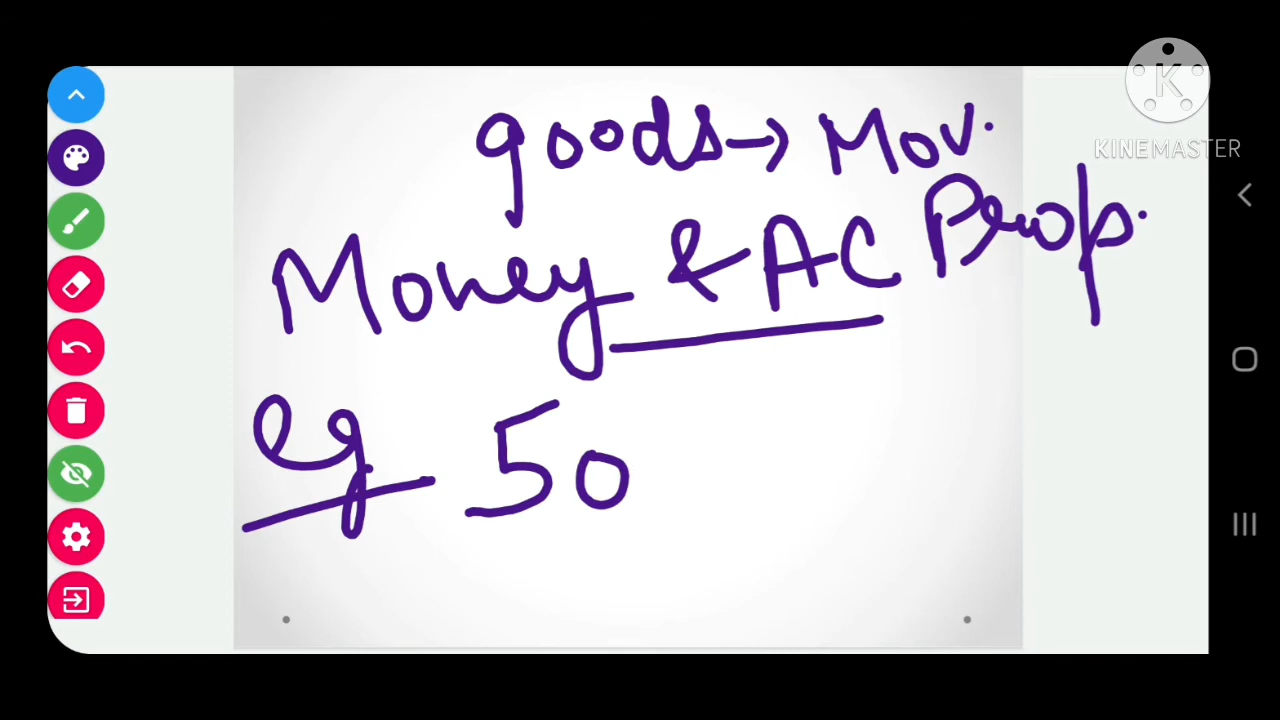 KINEMASTER
goods → Mov.
Prop.
Money & AC
eg 50